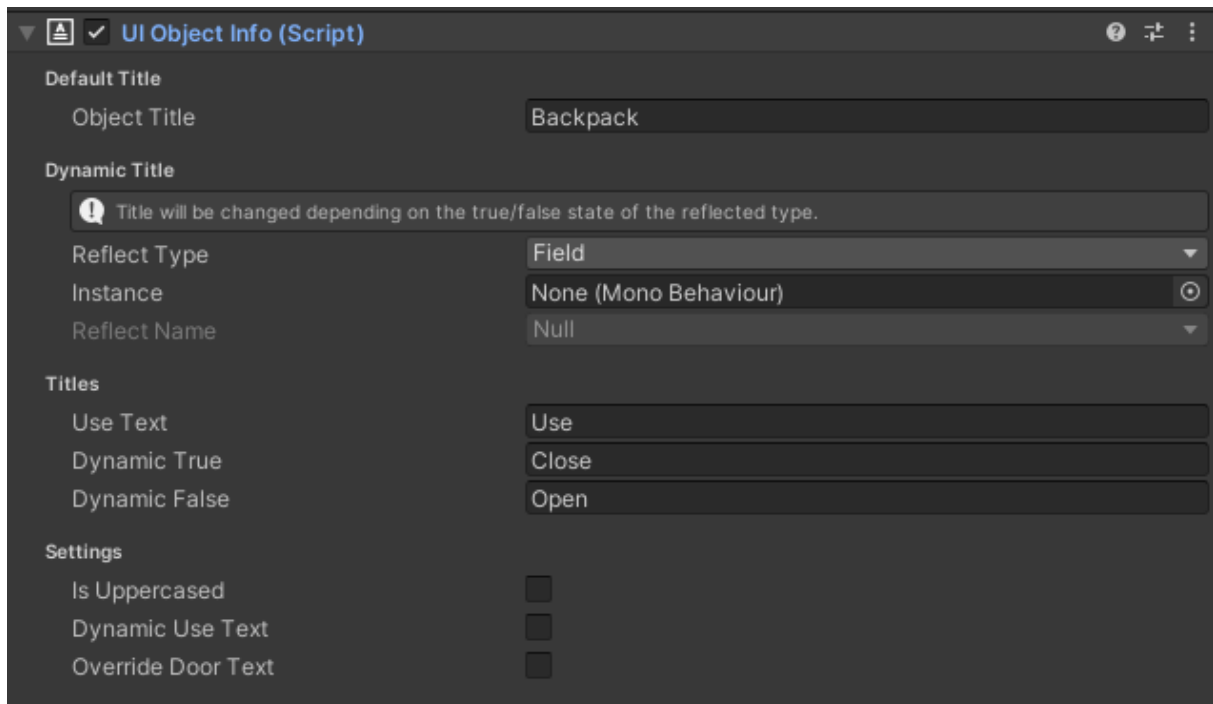 UI Object Info (Script)
Default Title
Object Title Backpack
Dynamic Title
Title will be changed depending on the true/false state of the reflected type.
Reflect Type Field
Instance None (Mono Behaviour)
Reflect Name Null
Titles
Use Text Use
Dynamic True Close
Dynamic False Open
Settings
Is Uppercased
Dynamic Use Text
Override Door Text